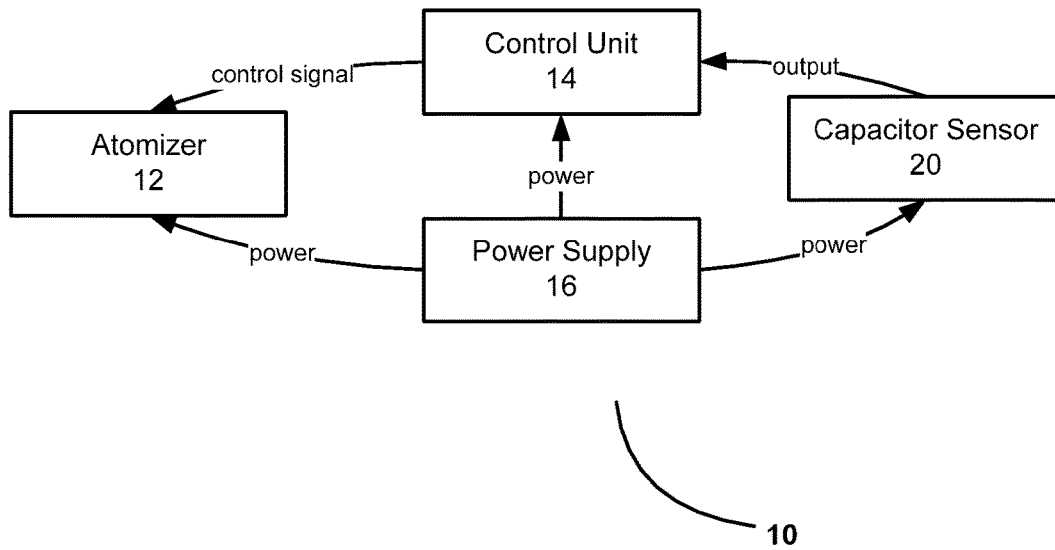 Control Unit
14
control signal
output
Atomizer
12
Capacitor Sensor
20
power
Power Supply
16
power
power
10